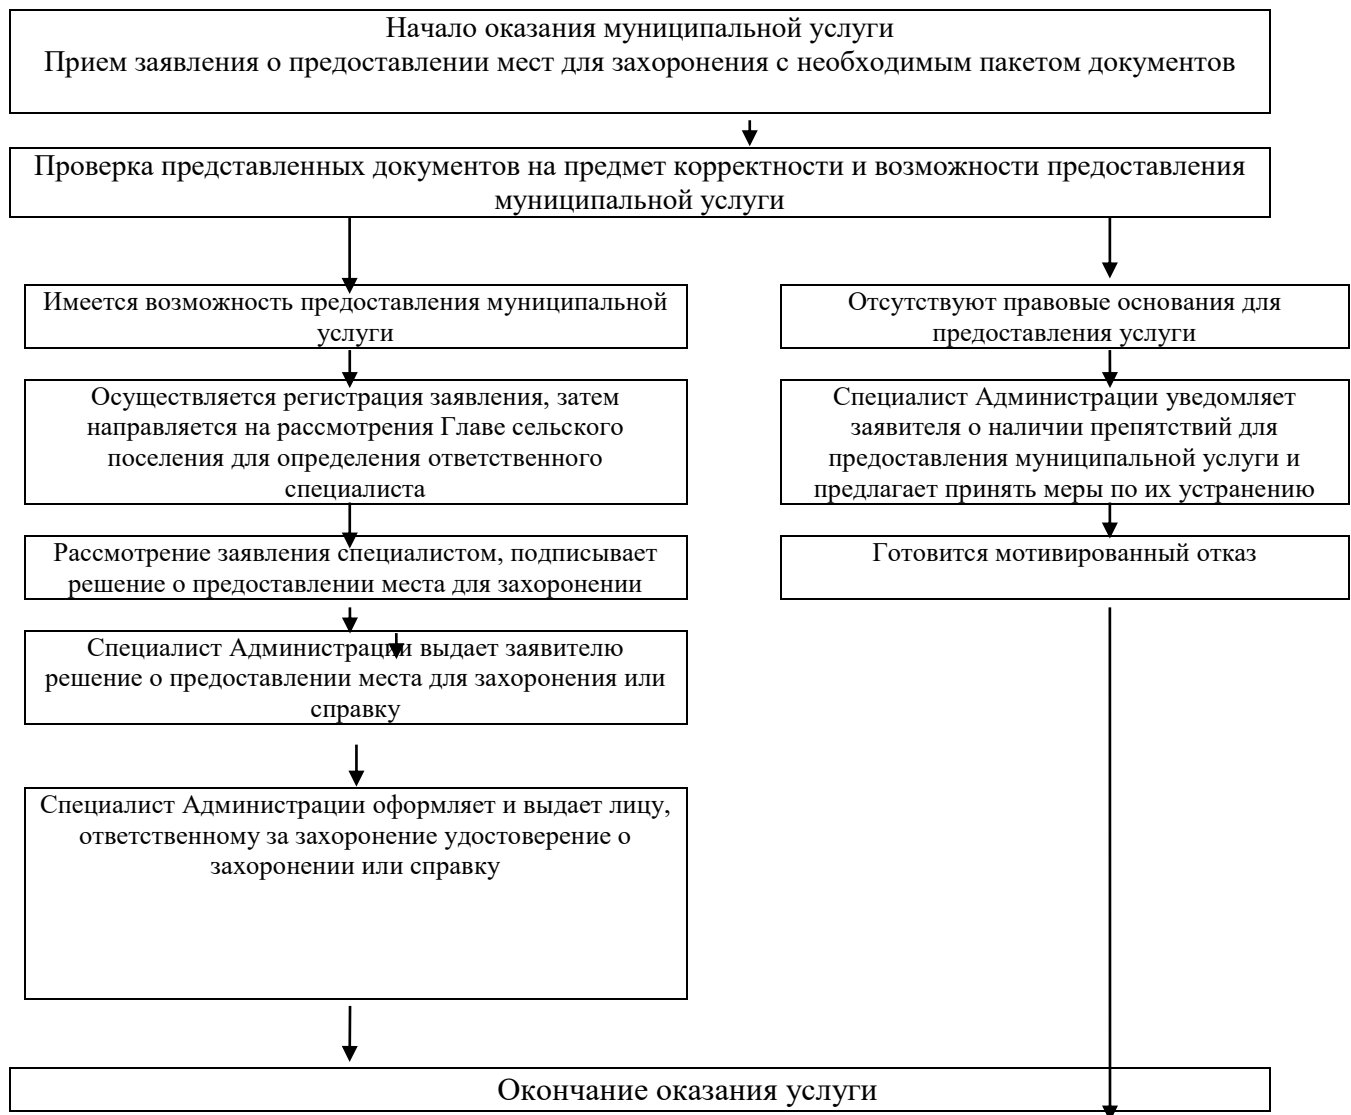 Начало оказания муниципальной услуги
Прием заявления о предоставлении мест для захоронения с необходимым пакетом документов
Проверка представленных документов на предмет корректности и возможности предоставления
муниципальной услуги
Имеется возможность предоставления муниципальной
услуги
Отсутствуют правовые основания для
предоставления услуги
Осуществляется регистрация заявления, затем
направляется на рассмотрения Главе сельского
поселения для определения ответственного
специалиста
Специалист Администрации уведомляет
заявителя о наличии препятствий для
предоставления муниципальной услуги и
предлагает принять меры по их устранению
Рассмотрение заявления специалистом, подписывает
решение о предоставлении места для захоронении
Готовится мотивированный отказ
Специалист Администрации выдает заявителю
решение о предоставлении места для захоронения или
справку
Специалист Администрации оформляет и выдает лицу,
ответственному за захоронение удостоверение о
захоронении или справку
Окончание оказания услуги